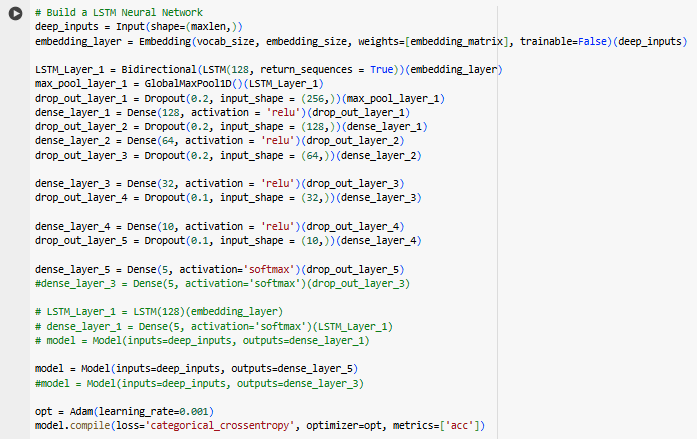 # Build a LSTM Neural Network
deep_inputs = Input(shape=(maxlen,))
embedding_layer = Embedding(vocab_size, embedding_size, weights=[embedding_matrix], trainable=False)(deep_inputs)
LSTM_Layer_1 = Bidirectional(LSTM(128, return_sequences = True))(embedding_layer)
max_pool_layer_1 = GlobalMaxPool1D()(LSTM_Layer_1)
drop_out_layer_1 = Dropout(0.2, input_shape = (256,))(max_pool_layer_1)
dense_layer_1 = Dense(128, activation = 'relu')(drop_out_layer_1)
drop_out_layer_2 = Dropout(0.2, input_shape = (128,))(dense_layer_1)
dense_layer_2 = Dense(64, activation = 'relu')(drop_out_layer_2)
drop_out_layer_3 = Dropout(0.2, input_shape = (64,))(dense_layer_2)
dense_layer_3 = Dense(32, activation = 'relu')(drop_out_layer_3)
drop_out_layer_4 = Dropout(0.1, input_shape = (32,))(dense_layer_3)
dense_layer_4 = Dense(10, activation = 'relu')(drop_out_layer_4)
drop_out_layer_5 = Dropout(0.1, input_shape = (10,))(dense_layer_4)
dense_layer_5 = Dense(5, activation='softmax')(drop_out_layer_5)
#dense_layer_3 = Dense(5, activation='softmax')(drop_out_layer_3)
# LSTM_Layer_1 = LSTM(128)(embedding_layer)
# dense_layer_1 = Dense(5, activation='softmax')(LSTM_Layer_1)
# model = Model(inputs=deep_inputs, outputs=dense_layer_1)
model = Model(inputs=deep_inputs, outputs=dense_layer_5)
#model = Model(inputs=deep_inputs, outputs=dense_layer_3)
opt = Adam(learning_rate=0.001)
model.compile(loss='categorical_crossentropy', optimizer=opt, metrics=['acc'])